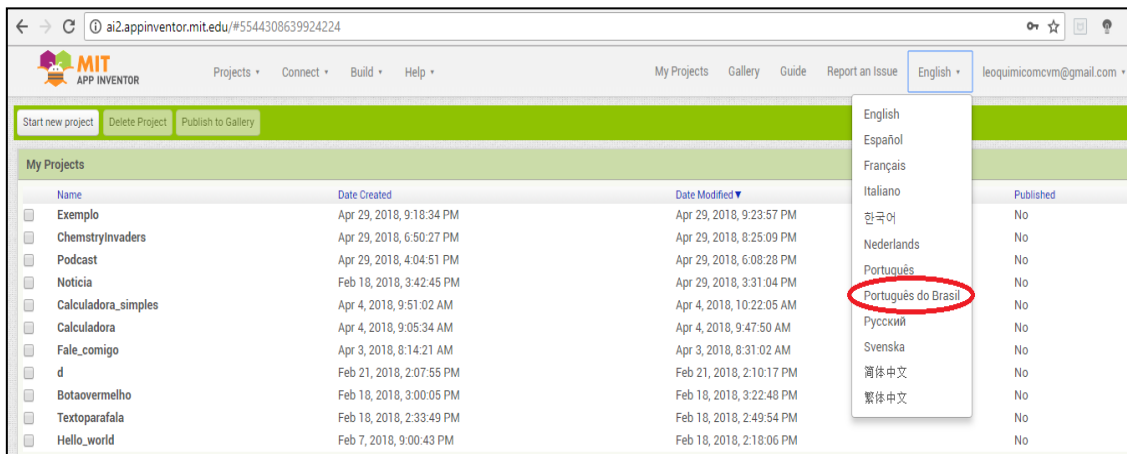 ai2.appinventor.mit.edu/#5544308639924224
MIT
APP INVENTOR
Projects Connect Build Help My Projects Gallery Guide Report an Issue English leoquimicomcvm@gmail.com
Start new project Delete Project Publish to Gallery
English
Español
Français
Italiano
한국어
Nederlands
Português
Português do Brasil
Русский
Svenska
简体中文
繁体中文
My Projects
Name Date Created Date Modified▼ Published
Exemplo Apr 29, 2018, 9:18:34 PM Apr 29, 2018, 9:23:57 PM No
ChemstryInvaders Apr 29, 2018, 6:50:27 PM Apr 29, 2018, 8:25:09 PM No
Podcast Apr 29, 2018, 4:04:51 PM Apr 29, 2018, 6:08:28 PM No
Noticia Feb 18, 2018, 3:42:45 PM Apr 29, 2018, 3:31:04 PM No
Calculadora_simples Apr 4, 2018, 9:51:02 AM Apr 4, 2018, 10:22:05 AM No
Calculadora Apr 4, 2018, 9:05:34 AM Apr 4, 2018, 9:47:50 AM No
Fale_comigo Apr 3, 2018, 8:14:21 AM Apr 3, 2018, 8:31:02 AM No
d Feb 21, 2018, 2:07:55 PM Feb 21, 2018, 2:10:17 PM No
Botaovermelho Feb 18, 2018, 3:00:05 PM Feb 18, 2018, 3:22:48 PM No
Textoparafala Feb 18, 2018, 2:33:49 PM Feb 18, 2018, 2:49:54 PM No
Hello_world Feb 7, 2018, 9:00:43 PM Feb 18, 2018, 2:18:06 PM No